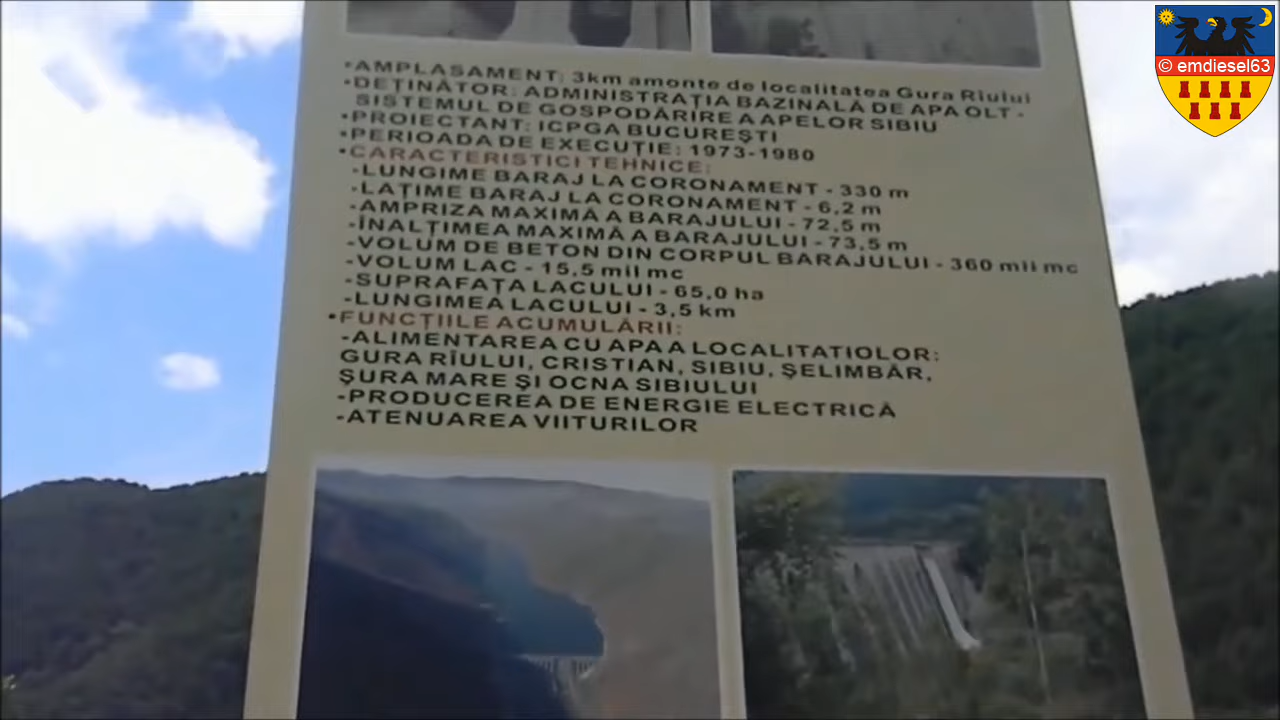 © emdiesel63
•AMPLASAMENT: 3km amonte de localitatea Gura Rîului
•DEȚINĂTOR: ADMINISTRAȚIA BAZINALĂ DE APA OLT -
SISTEMUL DE GOSPODĂRIRE A APELOR SIBIU
•PROIECTANT: ICPGA BUCUREȘTI
•PERIOADA DE EXECUȚIE: 1973-1980
•CARACTERISTICI TEHNICE:
-LUNGIME BARAJ LA CORONAMENT - 330 m
-LAȚIME BARAJ LA CORONAMENT - 6,2 m
-AMPRIZA MAXIMĂ A BARAJULUI - 72,5 m
-ÎNALȚIMEA MAXIMĂ A BARAJULUI - 73,5 m
-VOLUM DE BETON DIN CORPUL BARAJULUI - 360 mii mc
-VOLUM LAC - 15,5 mil mc
-SUPRAFAȚA LACULUI - 65,0 ha
-LUNGIMEA LACULUI - 3,5 km
•FUNCȚIILE ACUMULĂRII:
-ALIMENTAREA CU APA A LOCALITATIOLOR:
GURA RÎULUI, CRISTIAN, SIBIU, ȘELIMBĂR,
ȘURA MARE ȘI OCNA SIBIULUI
-PRODUCEREA DE ENERGIE ELECTRICĂ
-ATENUAREA VIITURILOR